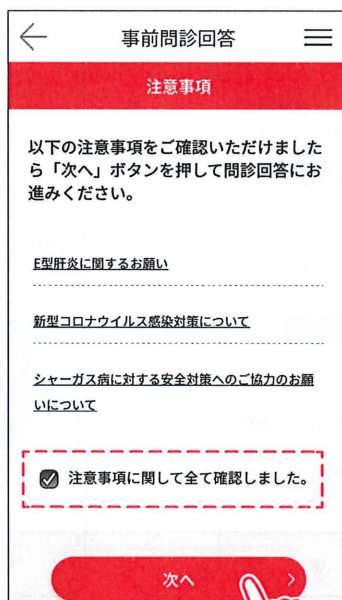 事前問診回答
注意事項
以下の注意事項をご確認いただけました
ら「次へ」ボタンを押して問診回答にお
進みください。
E型肝炎に関するお願い
新型コロナウイルス感染対策について
シャーガス病に対する安全対策へのご協力のお願
いについて
注意事項に関して全て確認しました。
次へ